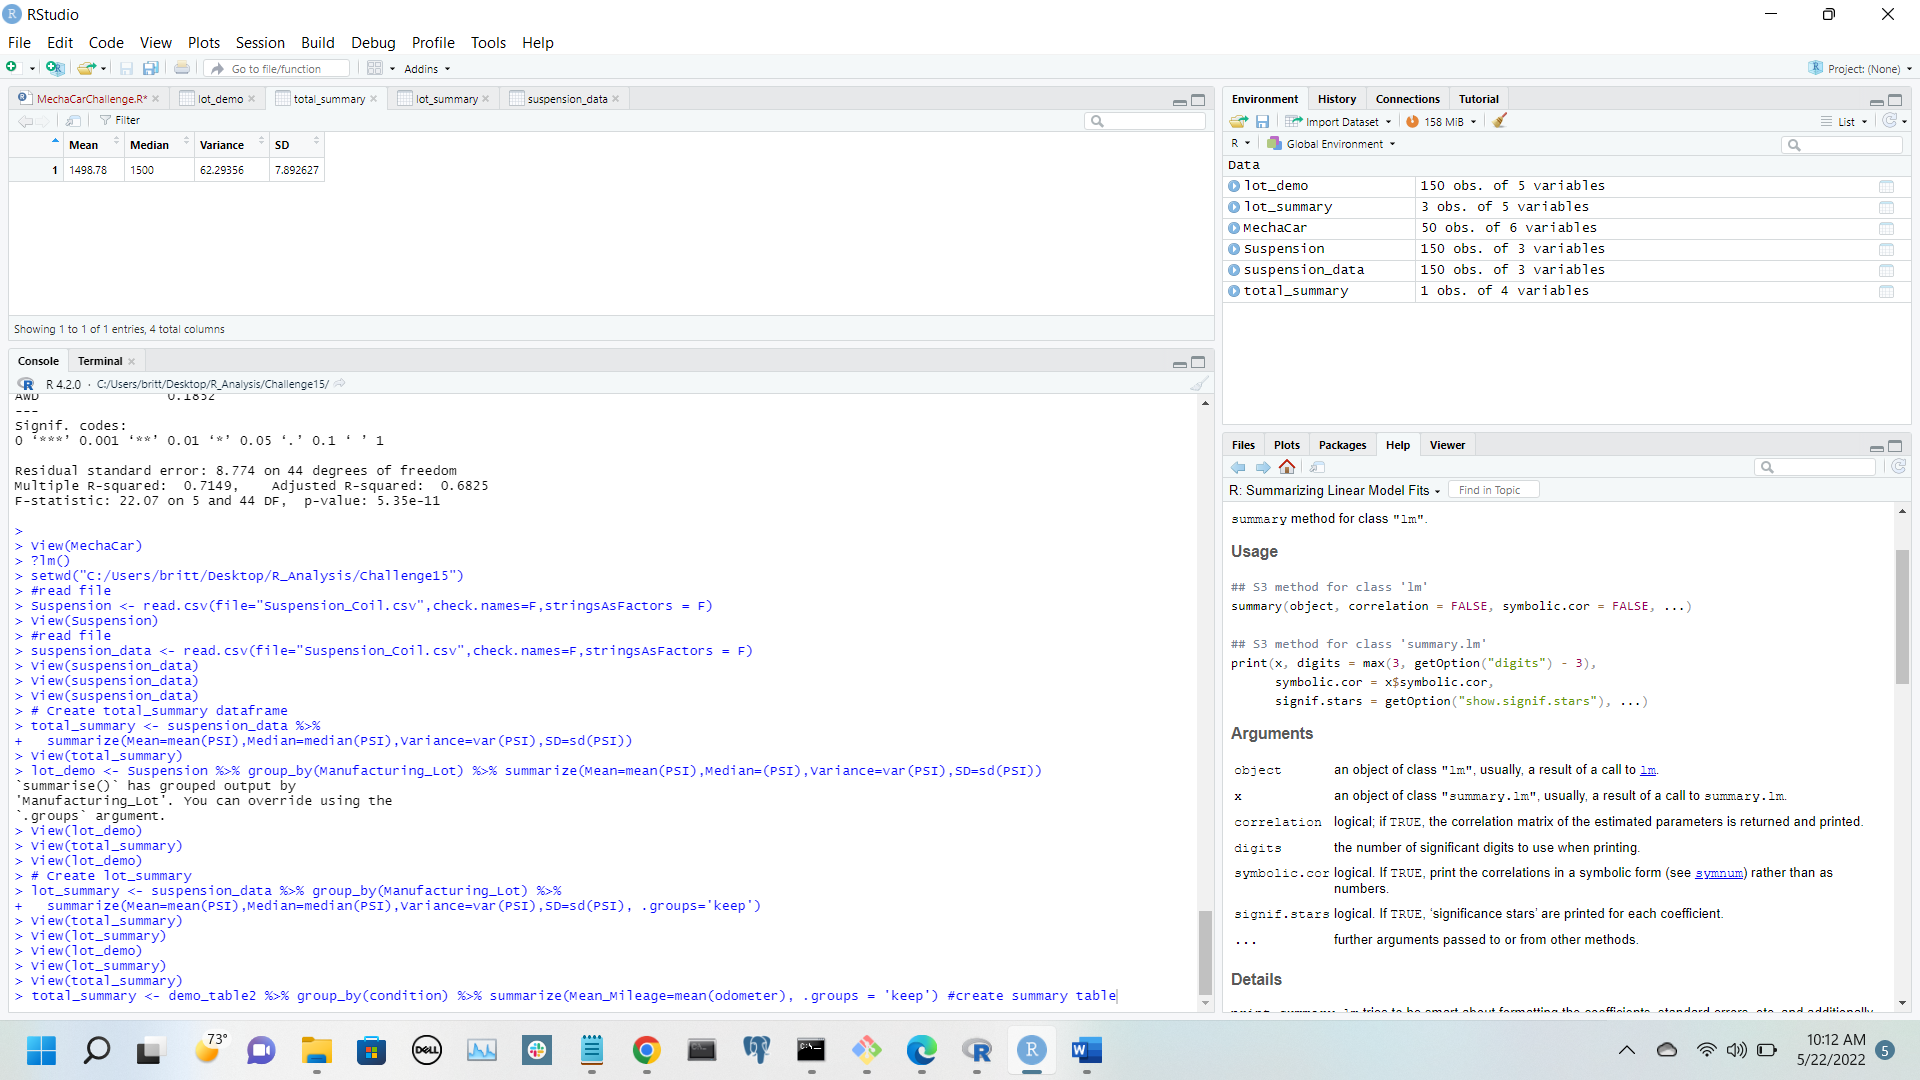 RStudio
File Edit Code View Plots Session Build Debug Profile Tools Help
Go to file/function Addins Project: (None)
MechaCarChallenge.R* lot_demo total_summary lot_summary suspension_data
Filter
Mean Median Variance SD
1 1498.78 1500 62.29356 7.892627
Showing 1 to 1 of 1 entries, 4 total columns
Console Terminal
R 4.2.0 · C:/Users/britt/Desktop/R_Analysis/Challenge15/
AWD 0.1852
---
Signif. codes:
0 ‘***’ 0.001 ‘**’ 0.01 ‘*’ 0.05 ‘.’ 0.1 ‘ ’ 1
Residual standard error: 8.774 on 44 degrees of freedom
Multiple R-squared:  0.7149,    Adjusted R-squared:  0.6825
F-statistic: 22.07 on 5 and 44 DF,  p-value: 5.35e-11
>
> View(MechaCar)
> ?lm()
> setwd("C:/Users/britt/Desktop/R_Analysis/Challenge15")
> #read file
> Suspension <- read.csv(file="Suspension_Coil.csv",check.names=F,stringsAsFactors = F)
> View(Suspension)
> #read file
> suspension_data <- read.csv(file="Suspension_Coil.csv",check.names=F,stringsAsFactors = F)
> View(suspension_data)
> View(suspension_data)
> View(suspension_data)
> # Create total_summary dataframe
> total_summary <- suspension_data %>%
+   summarize(Mean=mean(PSI),Median=median(PSI),Variance=var(PSI),SD=sd(PSI))
> View(total_summary)
> lot_demo <- Suspension %>% group_by(Manufacturing_Lot) %>% summarize(Mean=mean(PSI),Median=(PSI),Variance=var(PSI),SD=sd(PSI))
`summarise()` has grouped output by
'Manufacturing_Lot'. You can override using the
`.groups` argument.
> View(lot_demo)
> View(total_summary)
> View(lot_demo)
> # Create lot_summary
> lot_summary <- suspension_data %>% group_by(Manufacturing_Lot) %>%
+   summarize(Mean=mean(PSI),Median=median(PSI),Variance=var(PSI),SD=sd(PSI), .groups='keep')
> View(total_summary)
> View(lot_summary)
> View(lot_demo)
> View(lot_summary)
> View(total_summary)
> total_summary <- demo_table2 %>% group_by(condition) %>% summarize(Mean_Mileage=mean(odometer), .groups = 'keep') #create summary table
Environment History Connections Tutorial
Import Dataset 158 MiB List
R Global Environment
Data
lot_demo 150 obs. of 5 variables
lot_summary 3 obs. of 5 variables
MechaCar 50 obs. of 6 variables
Suspension 150 obs. of 3 variables
suspension_data 150 obs. of 3 variables
total_summary 1 obs. of 4 variables
Files Plots Packages Help Viewer
R: Summarizing Linear Model Fits Find in Topic
summary method for class "lm".
Usage
## S3 method for class 'lm'
summary(object, correlation = FALSE, symbolic.cor = FALSE, ...)
## S3 method for class 'summary.lm'
print(x, digits = max(3, getOption("digits") - 3),
symbolic.cor = x$symbolic.cor,
signif.stars = getOption("show.signif.stars"), ...)
Arguments
object an object of class "lm", usually, a result of a call to lm.
x an object of class "summary.lm", usually, a result of a call to summary.lm.
correlation logical; if TRUE, the correlation matrix of the estimated parameters is returned and printed.
digits the number of significant digits to use when printing.
symbolic.cor logical. If TRUE, print the correlations in a symbolic form (see symnum) rather than as
numbers.
signif.stars logical. If TRUE, ‘significance stars’ are printed for each coefficient.
... further arguments passed to or from other methods.
Details
print.summary.lm tries to be smart about formatting the coefficients, standard errors, etc. and additionally
73°
DELL
10:12 AM
5/22/2022
5